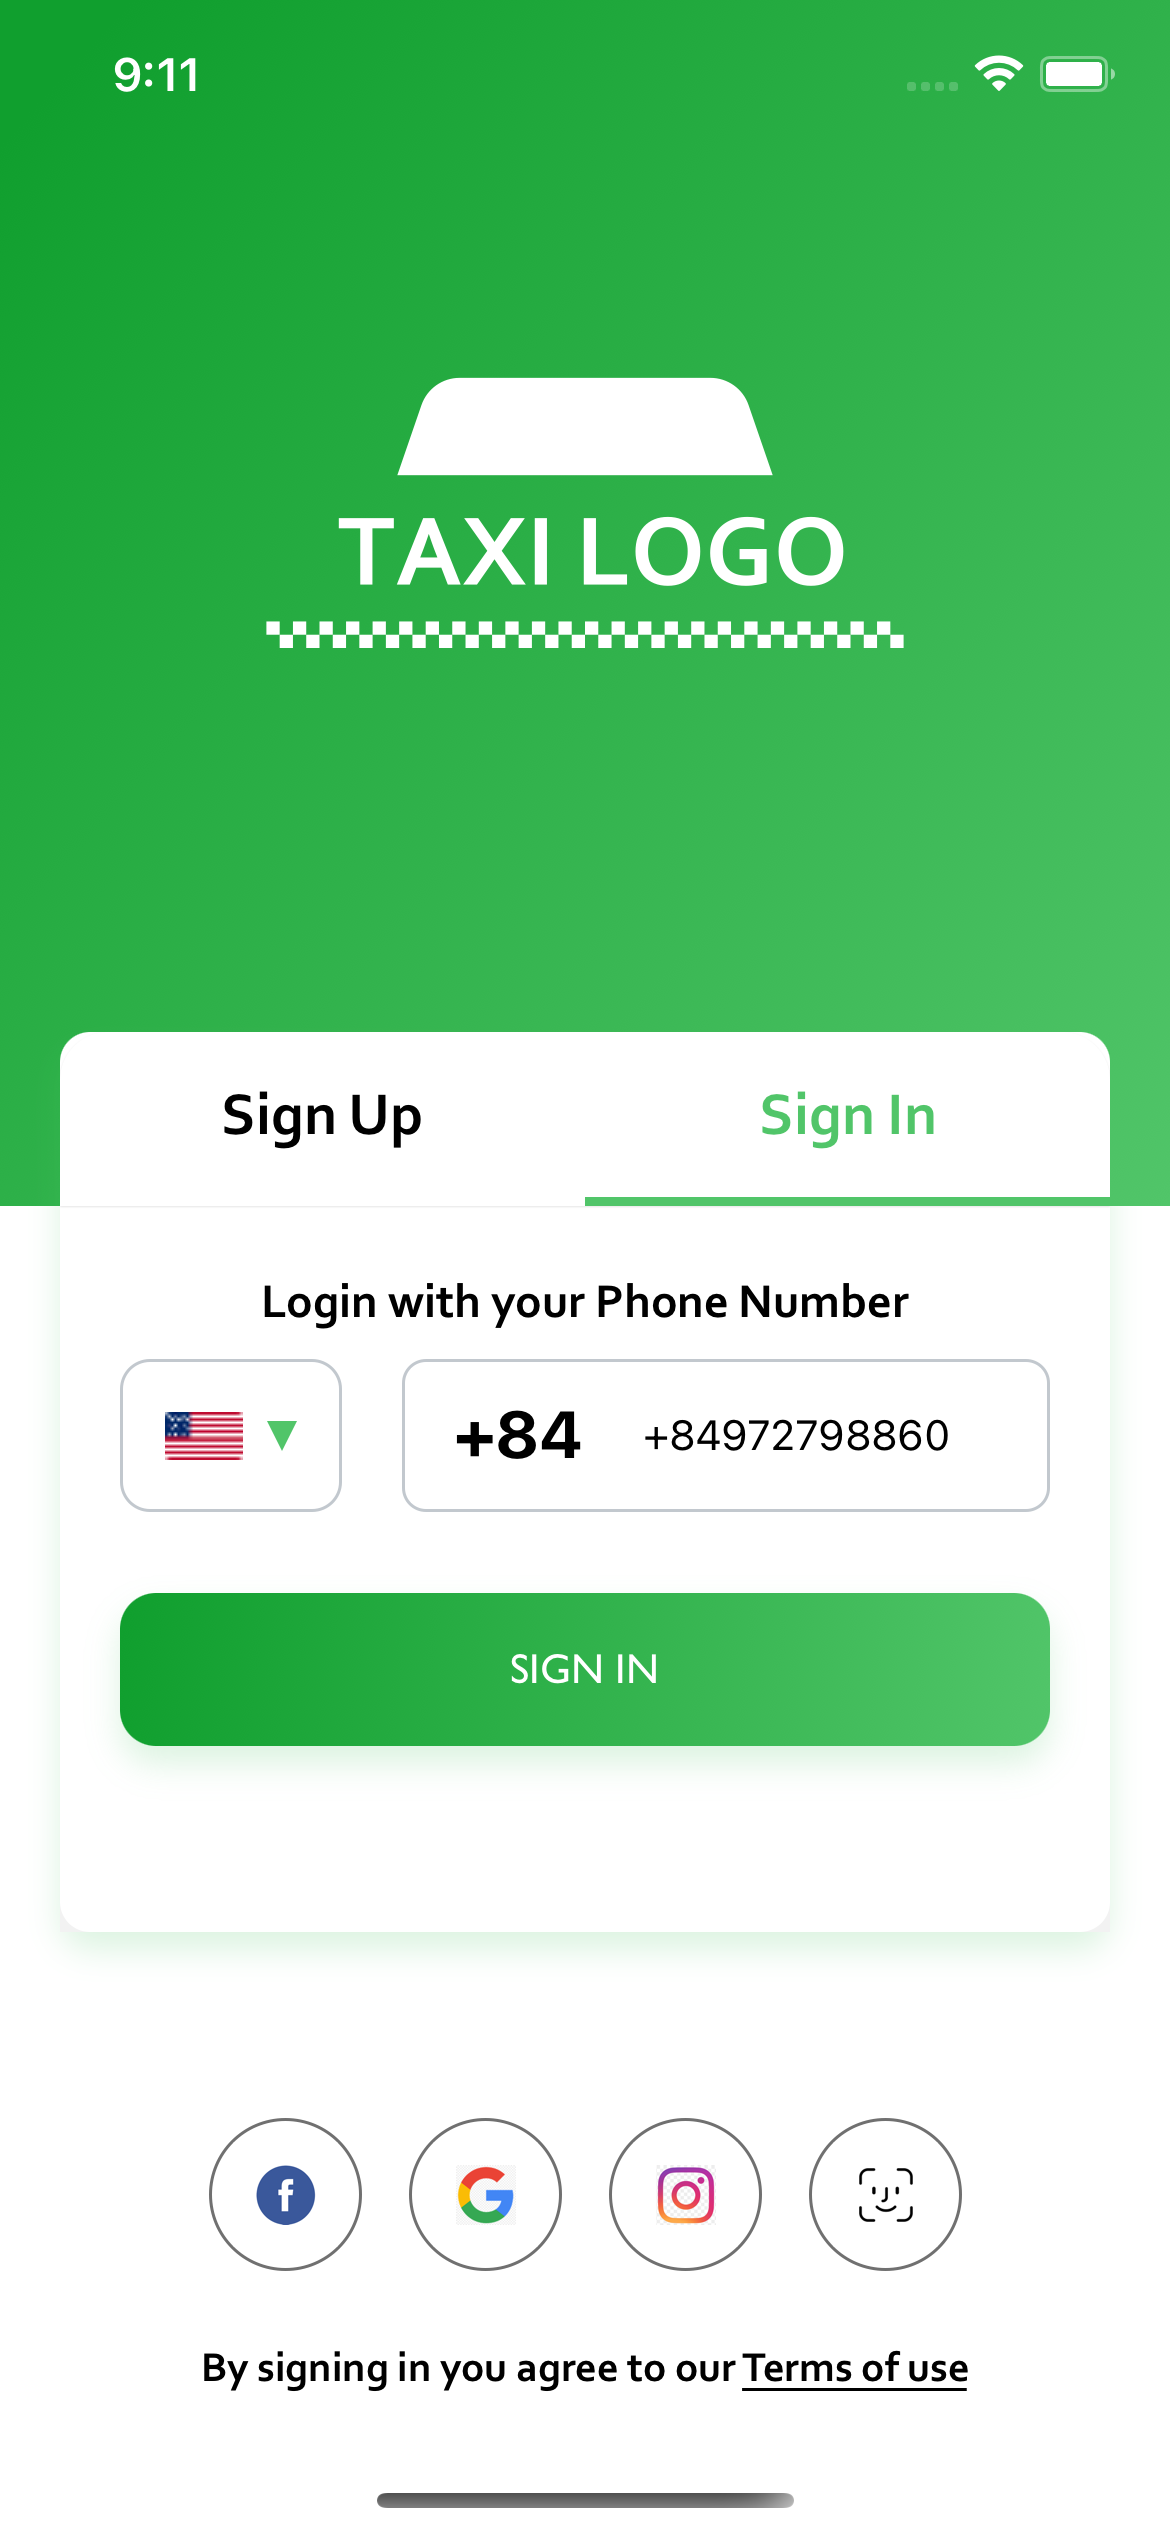 9:11
TAXI LOGO
Sign Up
Sign In
Login with your Phone Number
+84 +84972798860
SIGN IN
By signing in you agree to our Terms of use